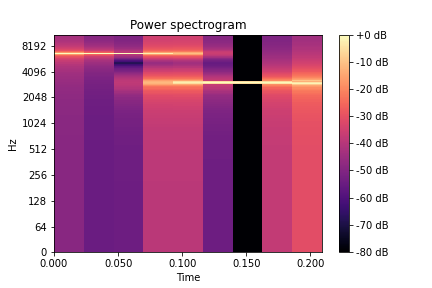 Power spectrogram
8192
4096
2048
1024
512
256
128
64
0
Hz
0.000 0.050 0.100 0.150 0.200
Time
+0 dB
-10 dB
-20 dB
-30 dB
-40 dB
-50 dB
-60 dB
-70 dB
-80 dB